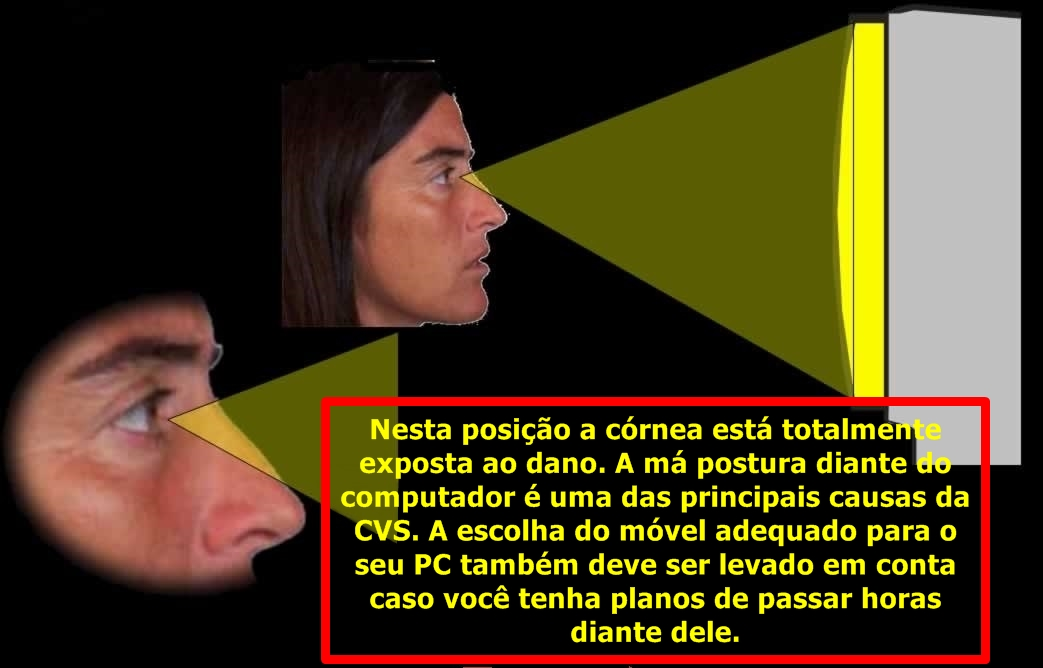 Nesta posição a córnea está totalmente
exposta ao dano. A má postura diante do
computador é uma das principais causas da
CVS. A escolha do móvel adequado para o
seu PC também deve ser levado em conta
caso você tenha planos de passar horas
diante dele.